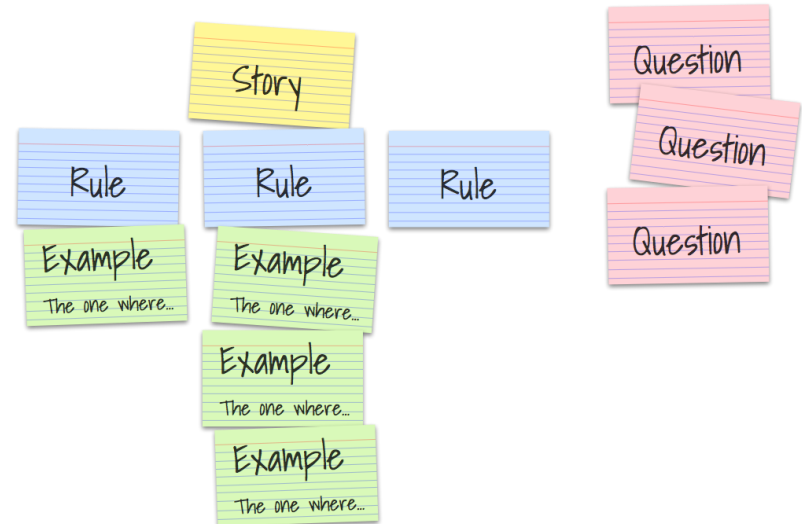 Story
Rule
Rule
Rule
Example
The one where...
Example
The one where...
Example
The one where...
Example
The one where...
Question
Question
Question